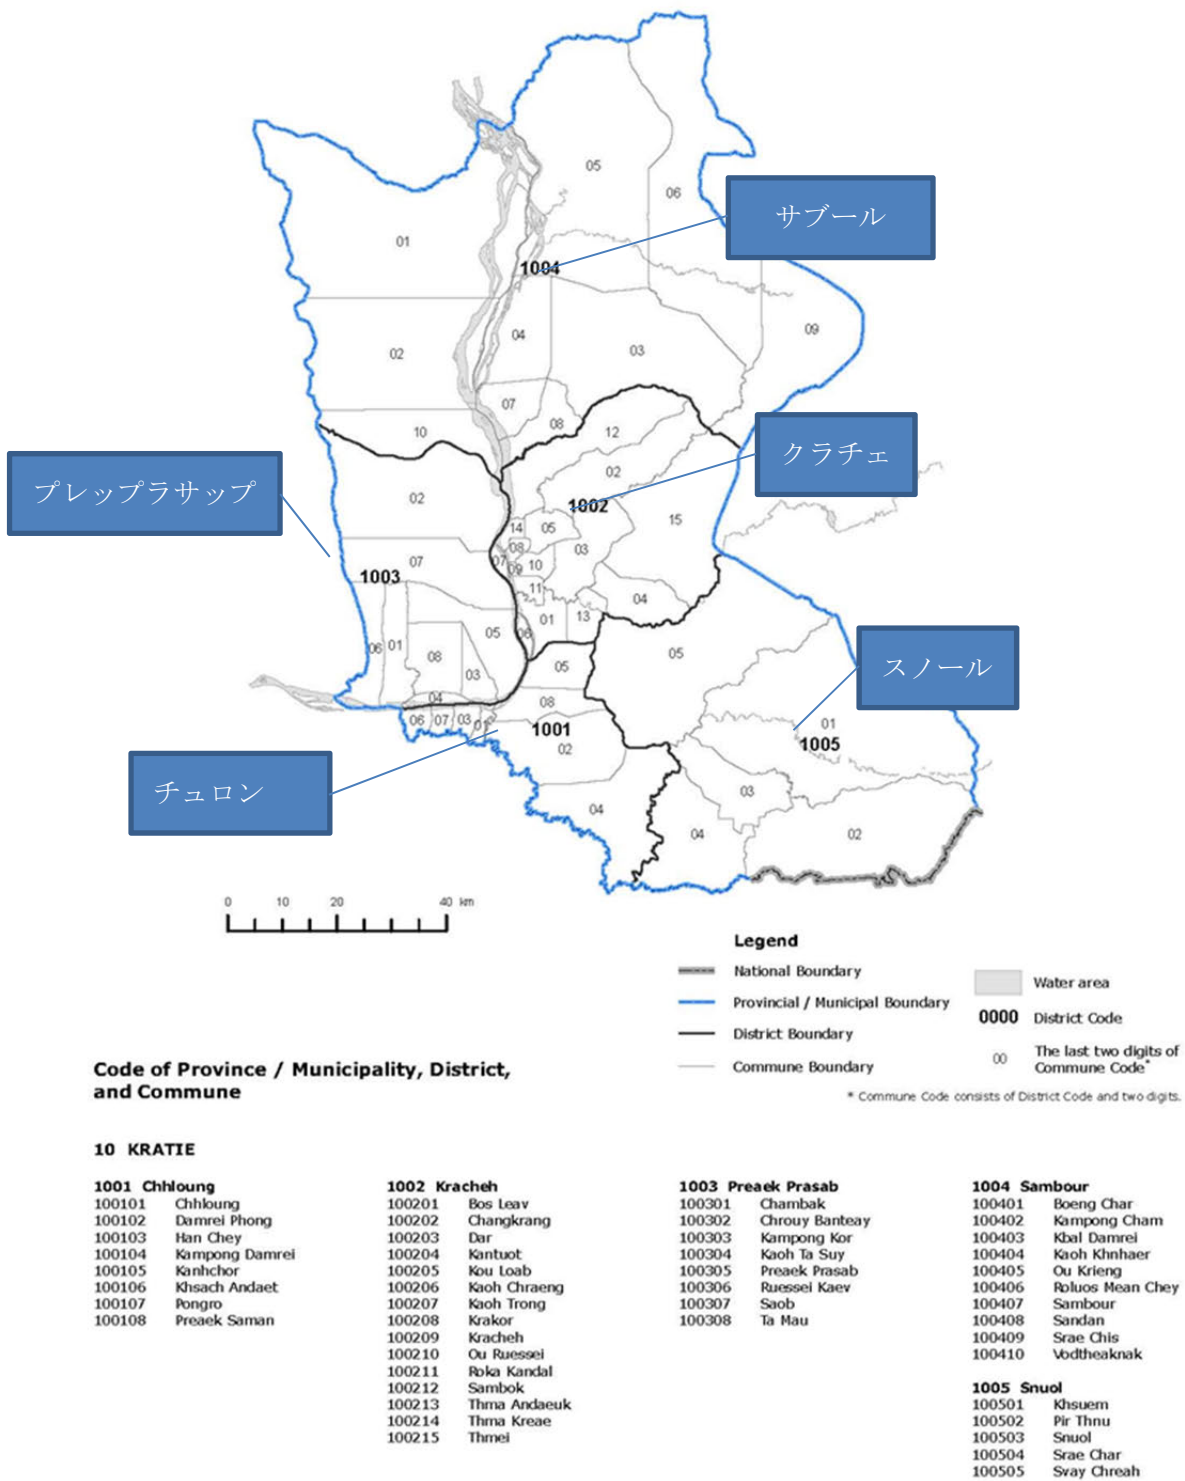 05
06
サブール
01
1004
09
04
03
02
07
08
10
12
クラチェ
02
プレップラサップ
02
1002
15
14
05
08
03
07
07
09
10
1003
11
04
01
13
05
06
06
01
08
05
05
スノール
03
04
08
06
07
03
01
01
1001
1005
02
チュロン
03
04
04
02
0 10 20 40 km
Legend
National Boundary
Provincial / Municipal Boundary
District Boundary
Commune Boundary
Water area
0000 District Code
00 The last two digits of
Commune Code*
* Commune Code consists of District Code and two digits.
Code of Province / Municipality, District,
and Commune
10 KRATIE
1001 Chhloung
100101 Chhloung
100102 Damrei Phong
100103 Han Chey
100104 Kampong Damrei
100105 Kanhchor
100106 Khsach Andaet
100107 Pongro
100108 Preaek Saman
1002 Kracheh
100201 Bos Leav
100202 Changkrang
100203 Dar
100204 Kantuot
100205 Kou Loab
100206 Kaoh Chraeng
100207 Kaoh Trong
100208 Krakor
100209 Kracheh
100210 Ou Ruessei
100211 Roka Kandal
100212 Sambok
100213 Thma Andaeuk
100214 Thma Kreae
100215 Thmei
1003 Preaek Prasab
100301 Chambak
100302 Chrouy Banteay
100303 Kampong Kor
100304 Kaoh Ta Suy
100305 Preaek Prasab
100306 Ruessei Kaev
100307 Saob
100308 Ta Mau
1004 Sambour
100401 Boeng Char
100402 Kampong Cham
100403 Kbal Damrei
100404 Kaoh Khnhaer
100405 Ou Krieng
100406 Roluos Mean Chey
100407 Sambour
100408 Sandan
100409 Srae Chis
100410 Vodtheaknak
1005 Snuol
100501 Khsuem
100502 Pir Thnu
100503 Snuol
100504 Srae Char
100505 Svay Chreah